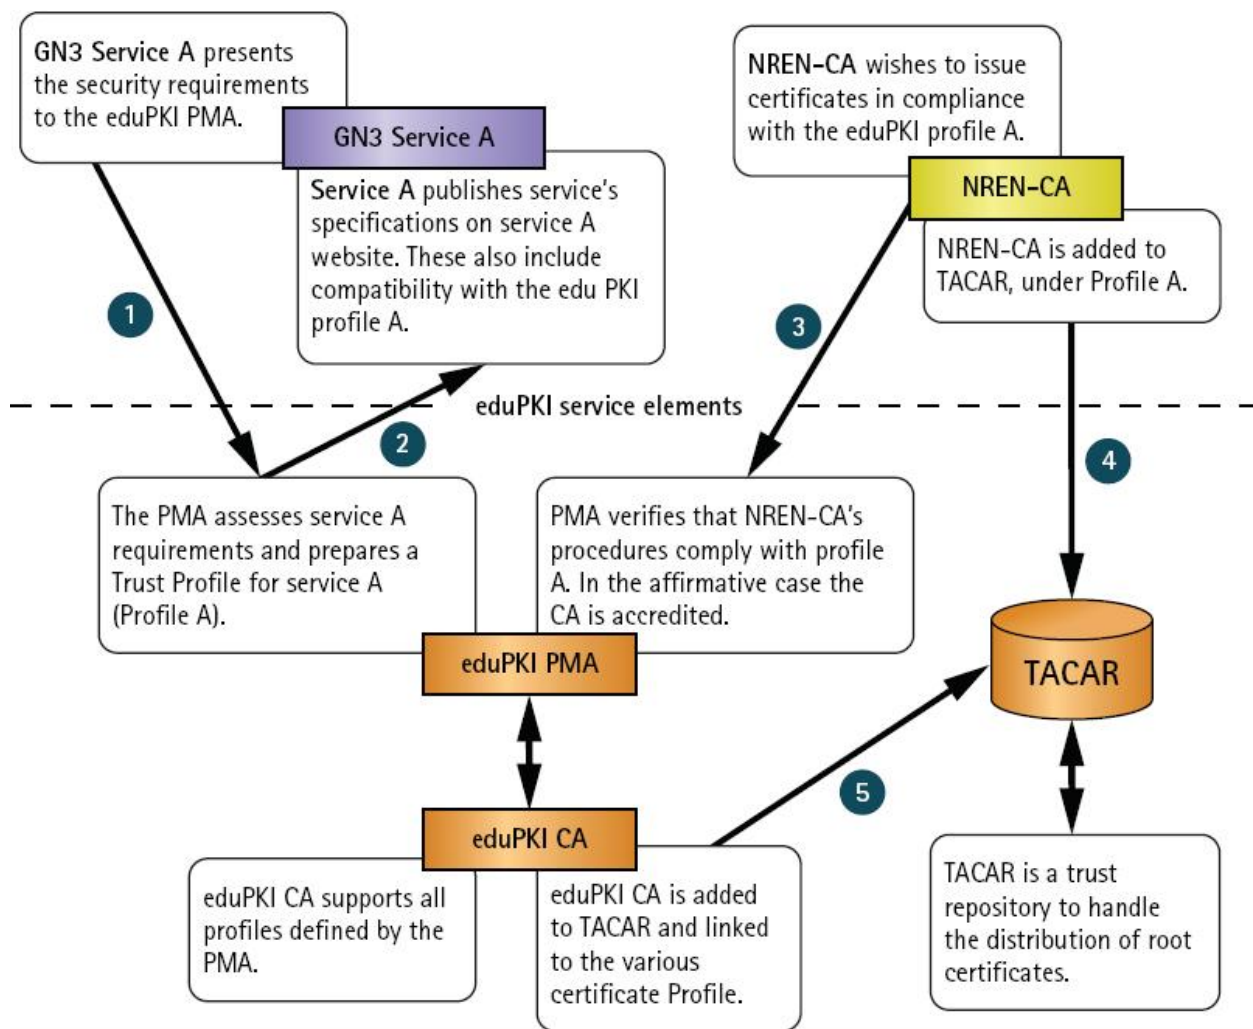 GN3 Service A presents
the security requirements
to the eduPKI PMA.
GN3 Service A
Service A publishes service's
specifications on service A
website. These also include
compatibility with the edu PKI
profile A.
NREN-CA wishes to issue
certificates in compliance
with the eduPKI profile A.
NREN-CA
NREN-CA is added to
TACAR, under Profile A.
1
3
eduPKI service elements
2
4
The PMA assesses service A
requirements and prepares a
Trust Profile for service A
(Profile A).
PMA verifies that NREN-CA's
procedures comply with profile
A. In the affirmative case the
CA is accredited.
eduPKI PMA
TACAR
5
eduPKI CA
eduPKI CA supports all
profiles defined by the
PMA.
eduPKI CA is added
to TACAR and linked
to the various
certificate Profile.
TACAR is a trust
repository to handle
the distribution of root
certificates.